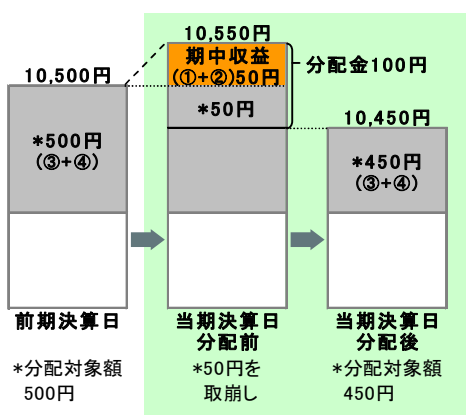 10,550円
期中収益
(①+②)50円
分配金100円
10,500円
*50円
10,450円
*500円
(③+④)
*450円
(③+④)
前期決算日
当期決算日
分配前
当期決算日
分配後
*分配対象額
500円
*50円を
取崩し
*分配対象額
450円